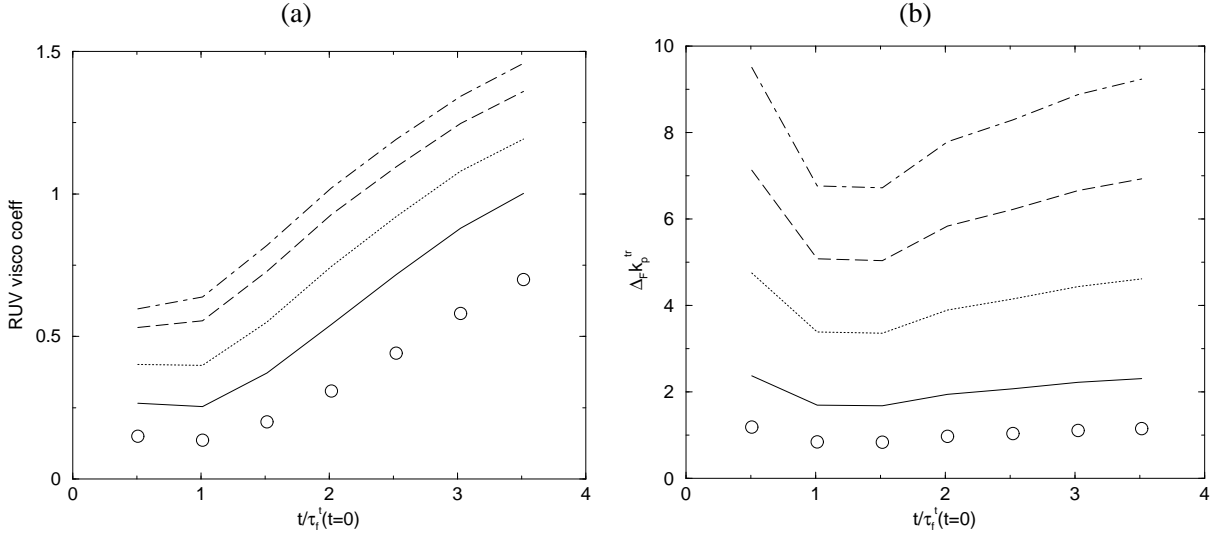 (a)
1.5
1
0.5
0
RUV visco coeff
0 1 2 3 4
t/τ_f^t(t=0)
(b)
10
8
6
4
2
0
Δ_F k_p^tr
0 1 2 3 4
t/τ_f^t(t=0)